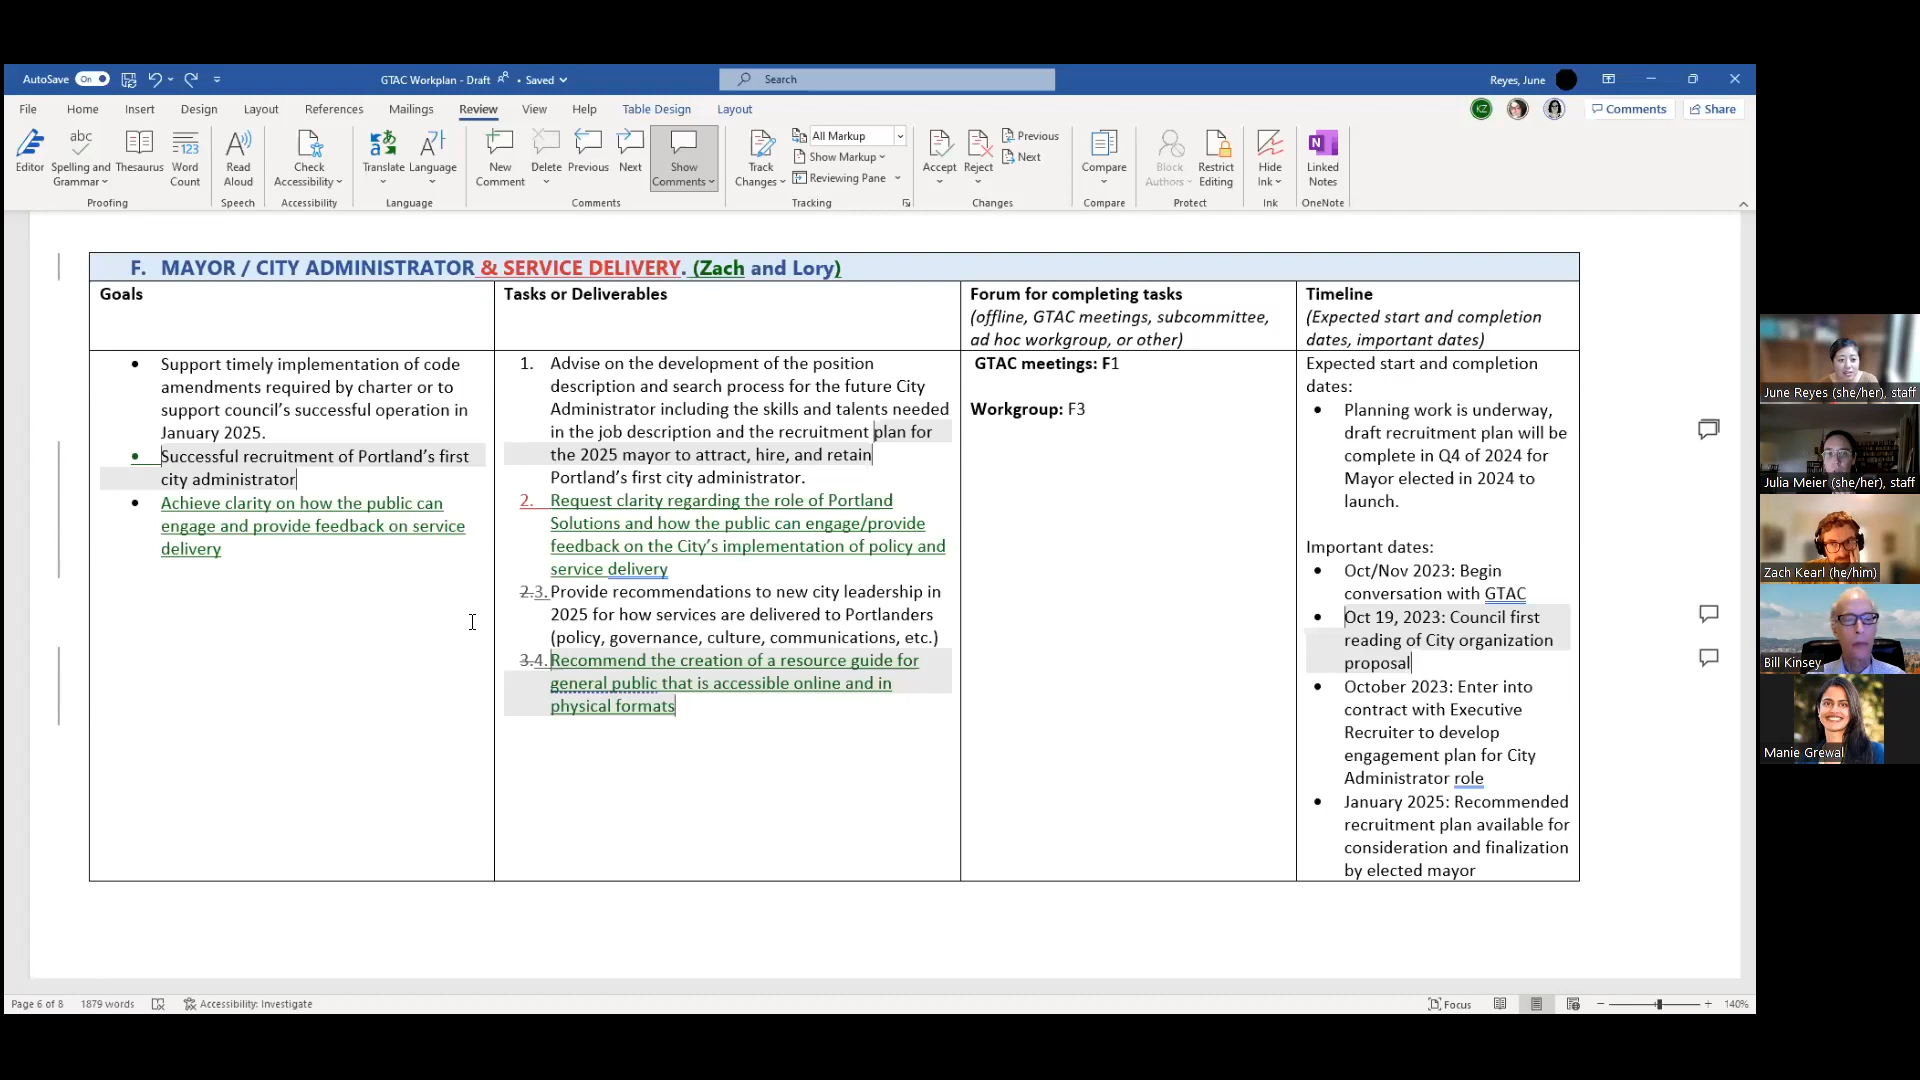 AutoSave On GTAC Workplan - Draft • Saved Search Reyes, June
File Home Insert Design Layout References Mailings Review View Help Table Design Layout KZ Comments Share
Editor
Spelling and Grammar
Thesaurus
Word Count
Proofing
Read Aloud
Speech
Check Accessibility
Accessibility
Translate
Language
Language
New Comment
Delete
Previous
Next
Show Comments
Comments
Track Changes
All Markup
Show Markup
Reviewing Pane
Tracking
Accept
Reject
Previous
Next
Changes
Compare
Compare
Block Authors
Restrict Editing
Protect
Hide Ink
Ink
Linked Notes
OneNote
F. MAYOR / CITY ADMINISTRATOR & SERVICE DELIVERY. (Zach and Lory)
Goals
Tasks or Deliverables
Forum for completing tasks
(offline, GTAC meetings, subcommittee,
ad hoc workgroup, or other)
Timeline
(Expected start and completion
dates, important dates)
• Support timely implementation of code
amendments required by charter or to
support council's successful operation in
January 2025.
• Successful recruitment of Portland's first
city administrator
• Achieve clarity on how the public can
engage and provide feedback on service
delivery
1. Advise on the development of the position
description and search process for the future City
Administrator including the skills and talents needed
in the job description and the recruitment plan for
the 2025 mayor to attract, hire, and retain
Portland's first city administrator.
2. Request clarity regarding the role of Portland
Solutions and how the public can engage/provide
feedback on the City's implementation of policy and
service delivery
2.3. Provide recommendations to new city leadership in
2025 for how services are delivered to Portlanders
(policy, governance, culture, communications, etc.)
3.4. Recommend the creation of a resource guide for
general public that is accessible online and in
physical formats
GTAC meetings: F1
Workgroup: F3
Expected start and completion
dates:
• Planning work is underway,
draft recruitment plan will be
complete in Q4 of 2024 for
Mayor elected in 2024 to
launch.
Important dates:
• Oct/Nov 2023: Begin
conversation with GTAC
• Oct 19, 2023: Council first
reading of City organization
proposal
• October 2023: Enter into
contract with Executive
Recruiter to develop
engagement plan for City
Administrator role
• January 2025: Recommended
recruitment plan available for
consideration and finalization
by elected mayor
June Reyes (she/her), staff
Julia Meier (she/her), staff
Zach Kearl (he/him)
Bill Kinsey
Manie Grewal
Page 6 of 8 1879 words Accessibility: Investigate Focus 140%